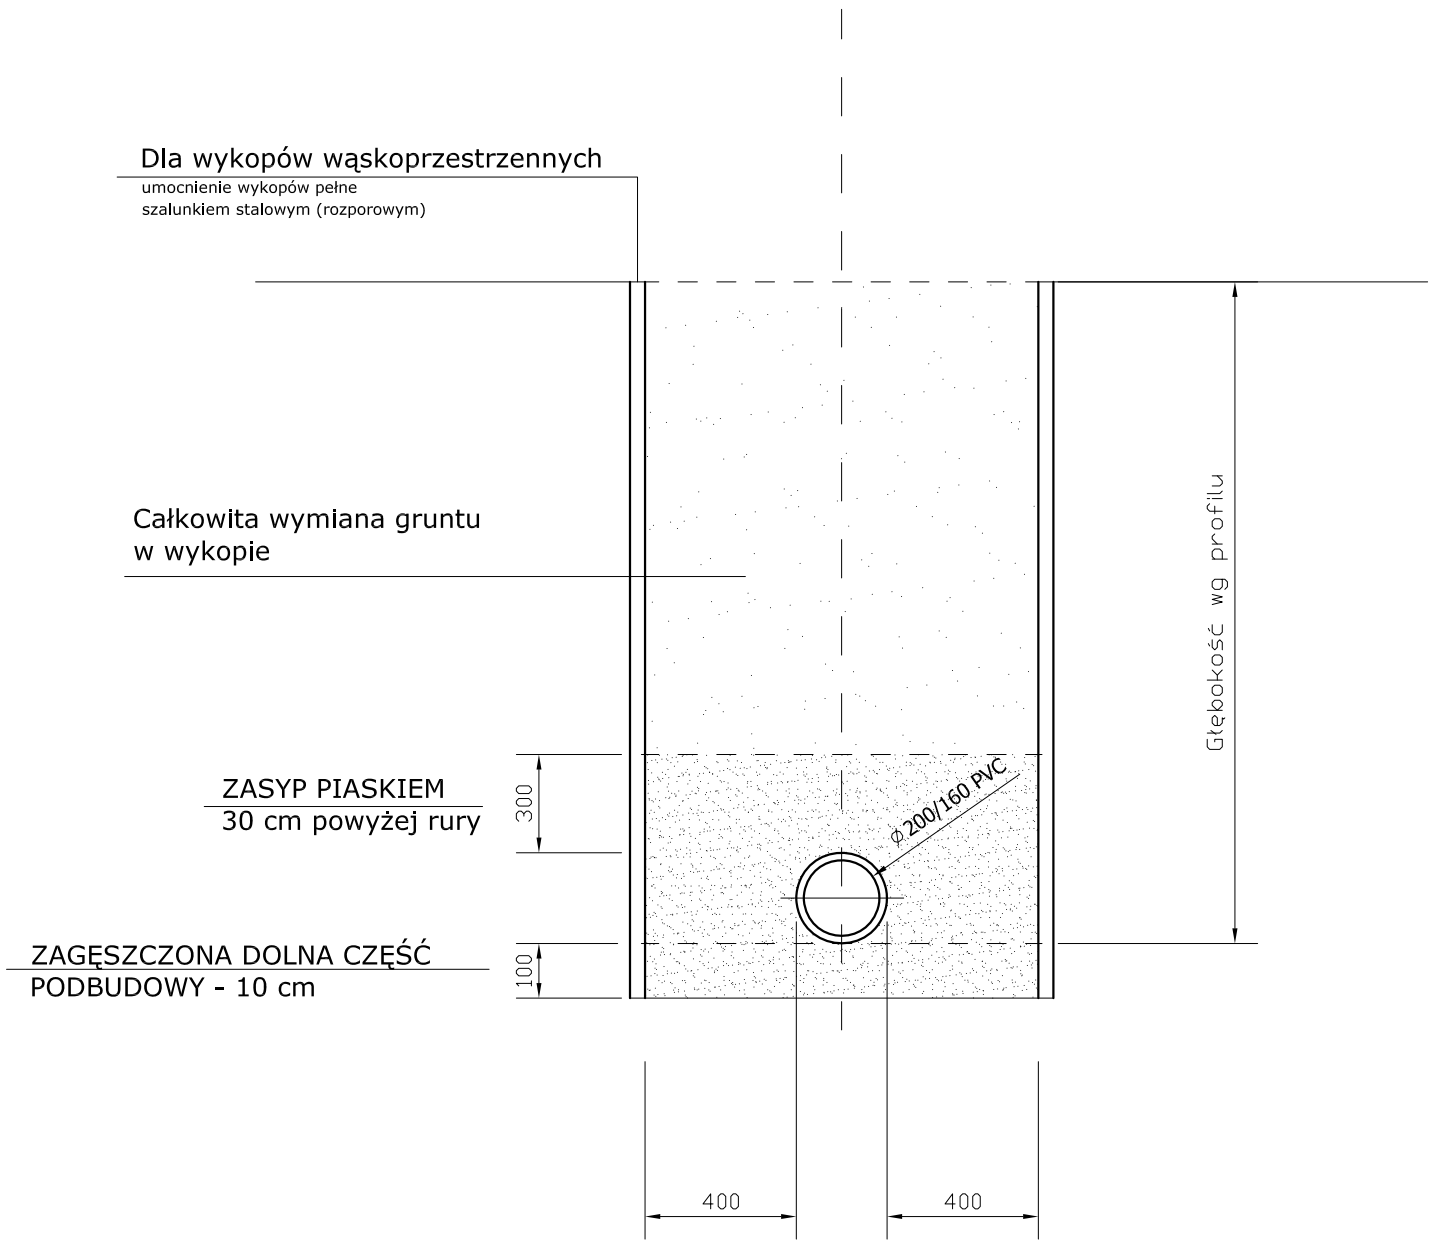 Dla wykopów wąskoprzestrzennych
umocnienie wykopów pełne
szalunkiem stalowym (rozporowym)
Całkowita wymiana gruntu
w wykopie
Głębokość wg profilu
ZASYP PIASKIEM
30 cm powyżej rury
300
Ø 200/160 PVC
ZAGĘSZCZONA DOLNA CZĘŚĆ
PODBUDOWY - 10 cm
100
400
400